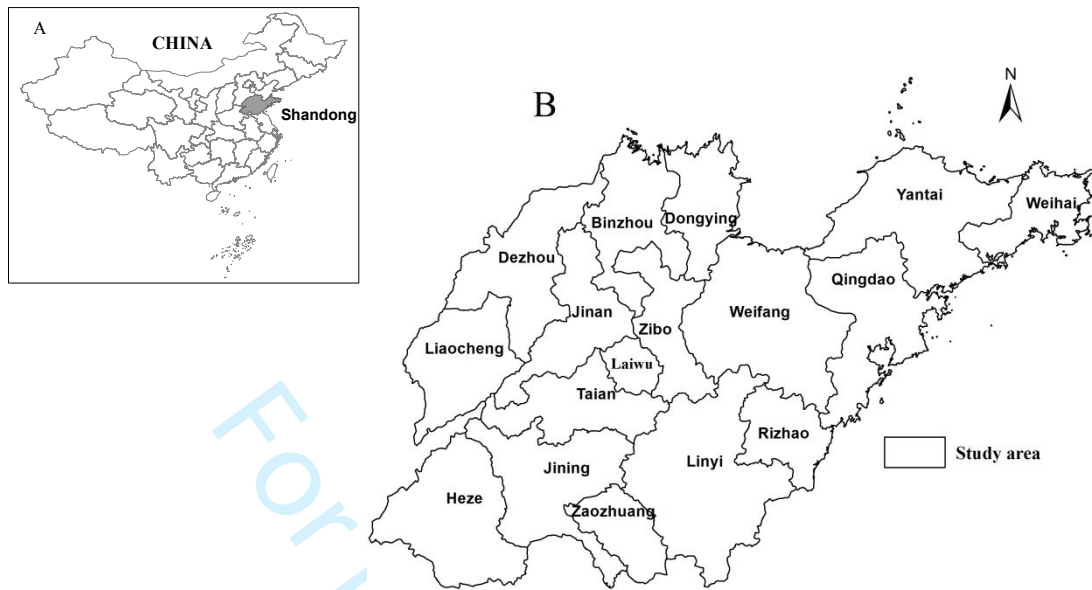 A
CHINA
Shandong
B
N
Yantai
Weihai
Binzhou
Dongying
Dezhou
Qingdao
Jinan
Weifang
Zibo
Liaocheng
Laiwu
Taian
Rizhao
Study area
Jining
Linyi
Heze
Zaozhuang
For